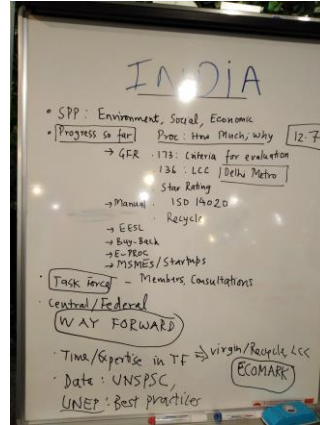 INDIA
• SPP: Environment, Social, Economic
• Progress so far Proc: How Much, Why 12:7
→ GFR . 173: Criteria for evaluation
136: LCC Delhi Metro
Star Rating
→ Manual. ISO 14020
. Recycle
→ EESL
→ Buy-Back
→ E-PROC
→ MSMES/Startups
• Task Force – Members, Consultations
• Central/Federal
WAY FORWARD
• Time/Expertise in TF ⇒ Virgin/Recycle, LCC
ECOMARK
• Data: UNSPSC,
UNEP: Best practices